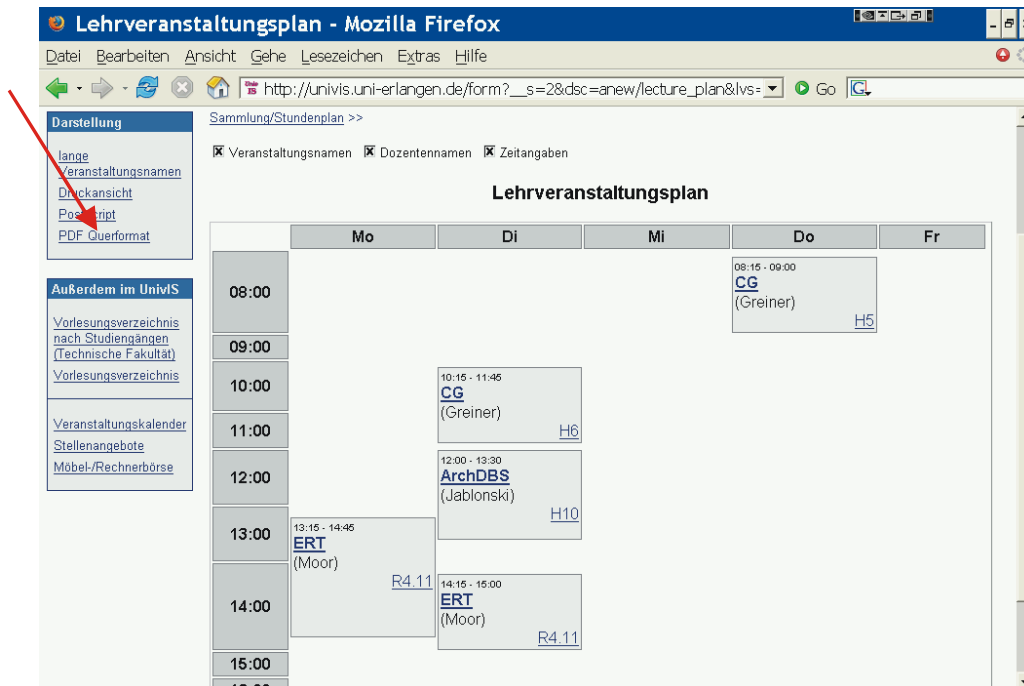 Lehrveranstaltungsplan - Mozilla Firefox
Datei Bearbeiten Ansicht Gehe Lesezeichen Extras Hilfe
http://univis.uni-erlangen.de/form?__s=2&dsc=anew/lecture_plan&lvs= Go
Darstellung
lange
Veranstaltungsnamen
Druckansicht
PostScript
PDF Querformat
Außerdem im UnivIS
Vorlesungsverzeichnis
nach Studiengängen
(Technische Fakultät)
Vorlesungsverzeichnis
Veranstaltungskalender
Stellenangebote
Möbel-/Rechnerbörse
Sammlung/Stundenplan >>
Veranstaltungsnamen Dozentennamen Zeitangaben
Lehrveranstaltungsplan
Mo Di Mi Do Fr
08:00
08:15 - 09:00
CG
(Greiner)
H5
09:00
10:00
10:15 - 11:45
CG
(Greiner)
H6
11:00
12:00
12:00 - 13:30
ArchDBS
(Jablonski)
H10
13:00
13:15 - 14:45
ERT
(Moor)
R4.11
14:00
14:15 - 15:00
ERT
(Moor)
R4.11
15:00